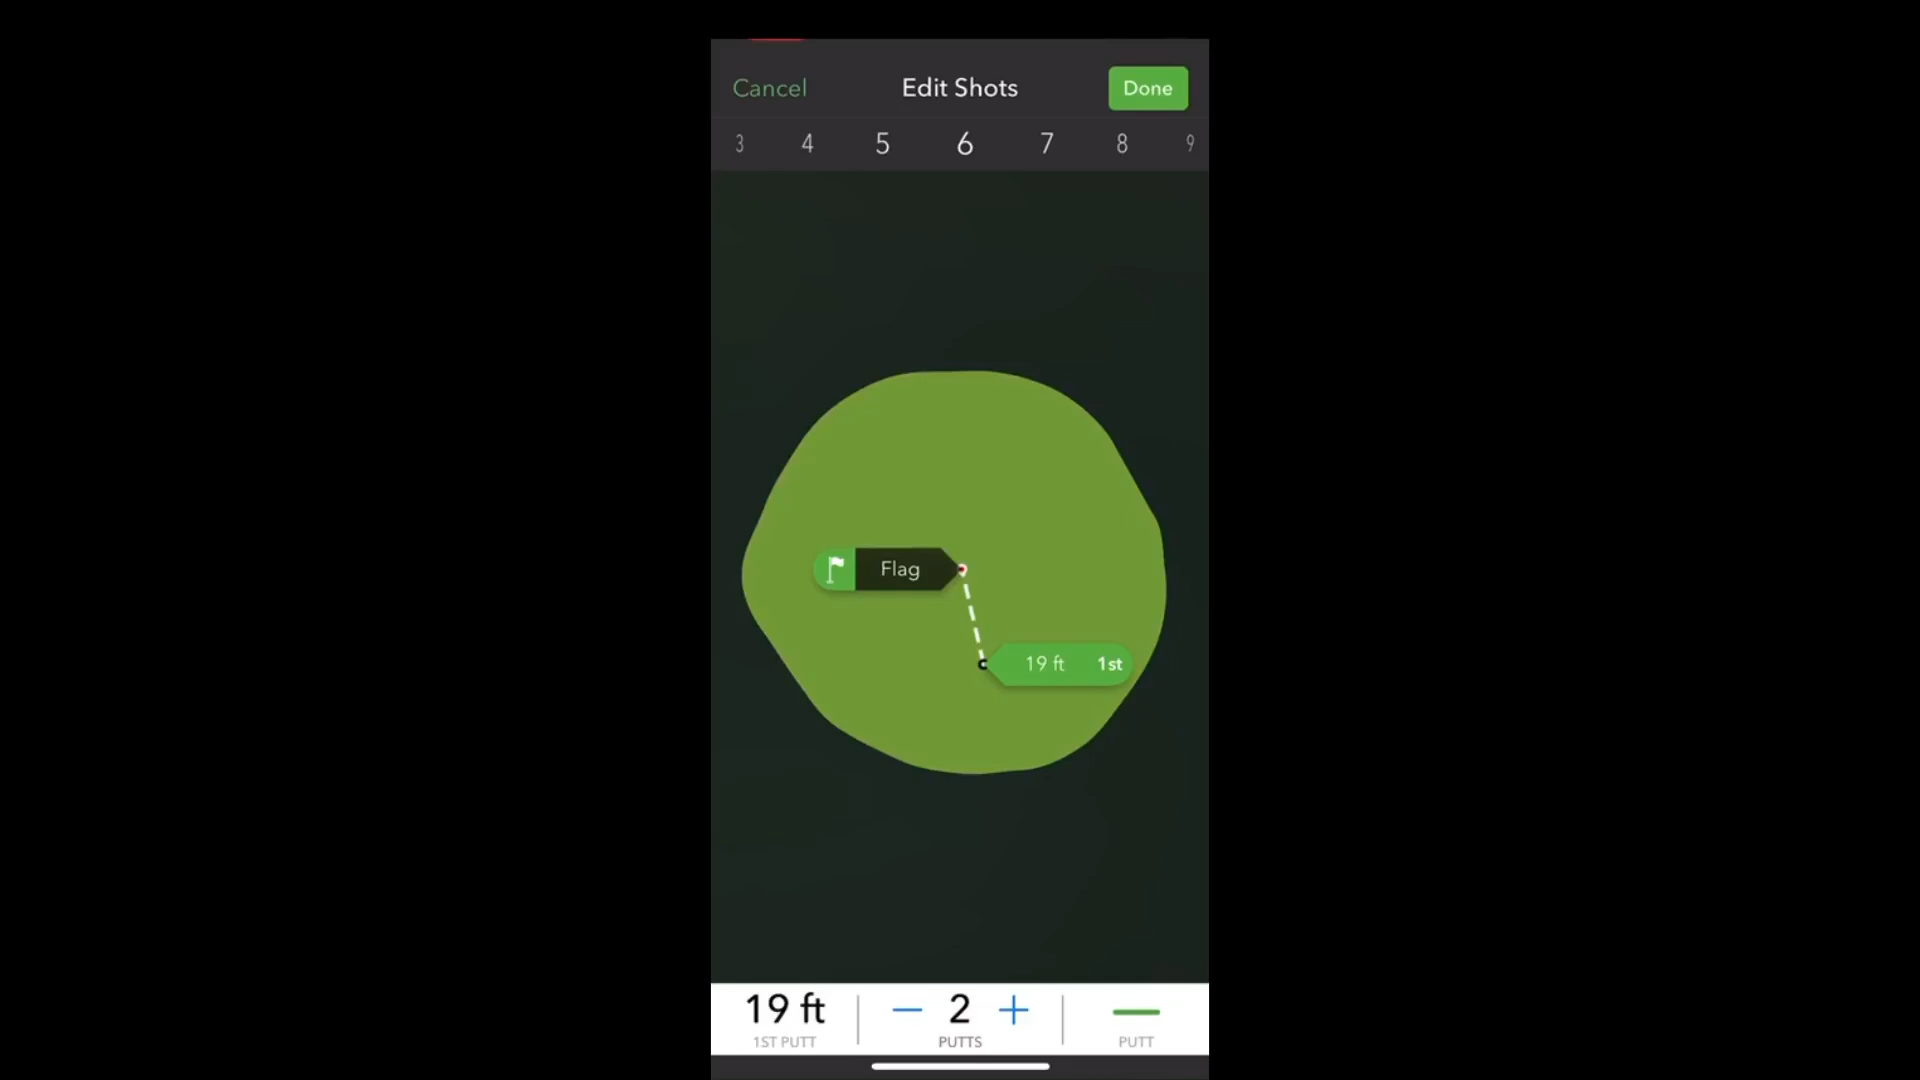 Cancel Edit Shots Done
3 4 5 6 7 8 9
Flag
19 ft 1st
19 ft 2
1ST PUTT PUTTS PUTT